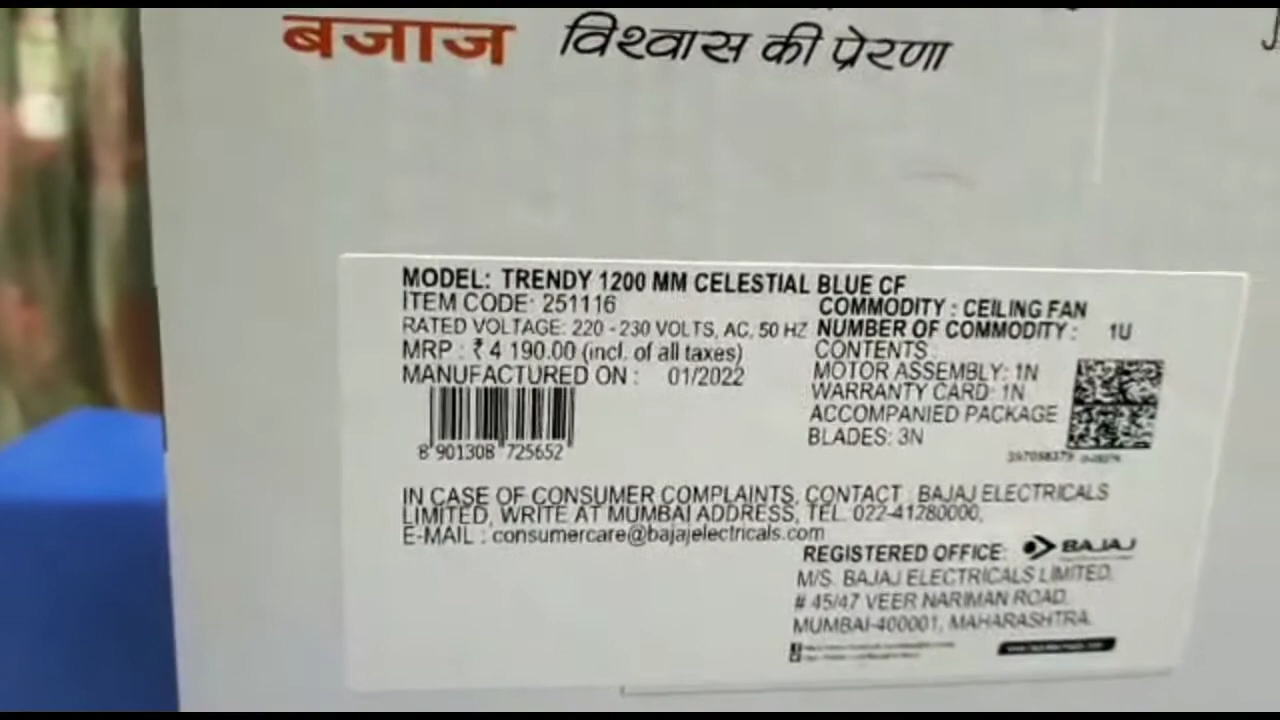 बजाज विश्वास की प्रेरणा
MODEL: TRENDY 1200 MM CELESTIAL BLUE CF
ITEM CODE: 251116
RATED VOLTAGE: 220 - 230 VOLTS, AC, 50 HZ
MRP : ₹ 4 190.00 (incl. of all taxes)
MANUFACTURED ON : 01/2022
8 901308 725652
COMMODITY : CEILING FAN
NUMBER OF COMMODITY : 1U
CONTENTS :
MOTOR ASSEMBLY: 1N
WARRANTY CARD: 1N
ACCOMPANIED PACKAGE
BLADES: 3N
IN CASE OF CONSUMER COMPLAINTS, CONTACT : BAJAJ ELECTRICALS
LIMITED, WRITE AT MUMBAI ADDRESS, TEL. 022-41280000,
E-MAIL : consumercare@bajajelectricals.com
REGISTERED OFFICE: BAJAJ
M/S. BAJAJ ELECTRICALS LIMITED,
# 45/47 VEER NARIMAN ROAD,
MUMBAI-400001, MAHARASHTRA.